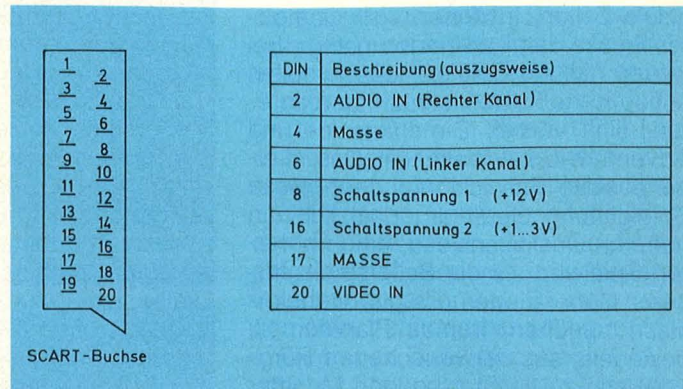 1
2
3
4
5
6
7
8
9
10
11
12
13
14
15
16
17
18
19
20
SCART-Buchse
DIN Beschreibung (auszugsweise)
2 AUDIO IN (Rechter Kanal)
4 Masse
6 AUDIO IN (Linker Kanal)
8 Schaltspannung 1 (+12V)
16 Schaltspannung 2 (+1...3V)
17 MASSE
20 VIDEO IN